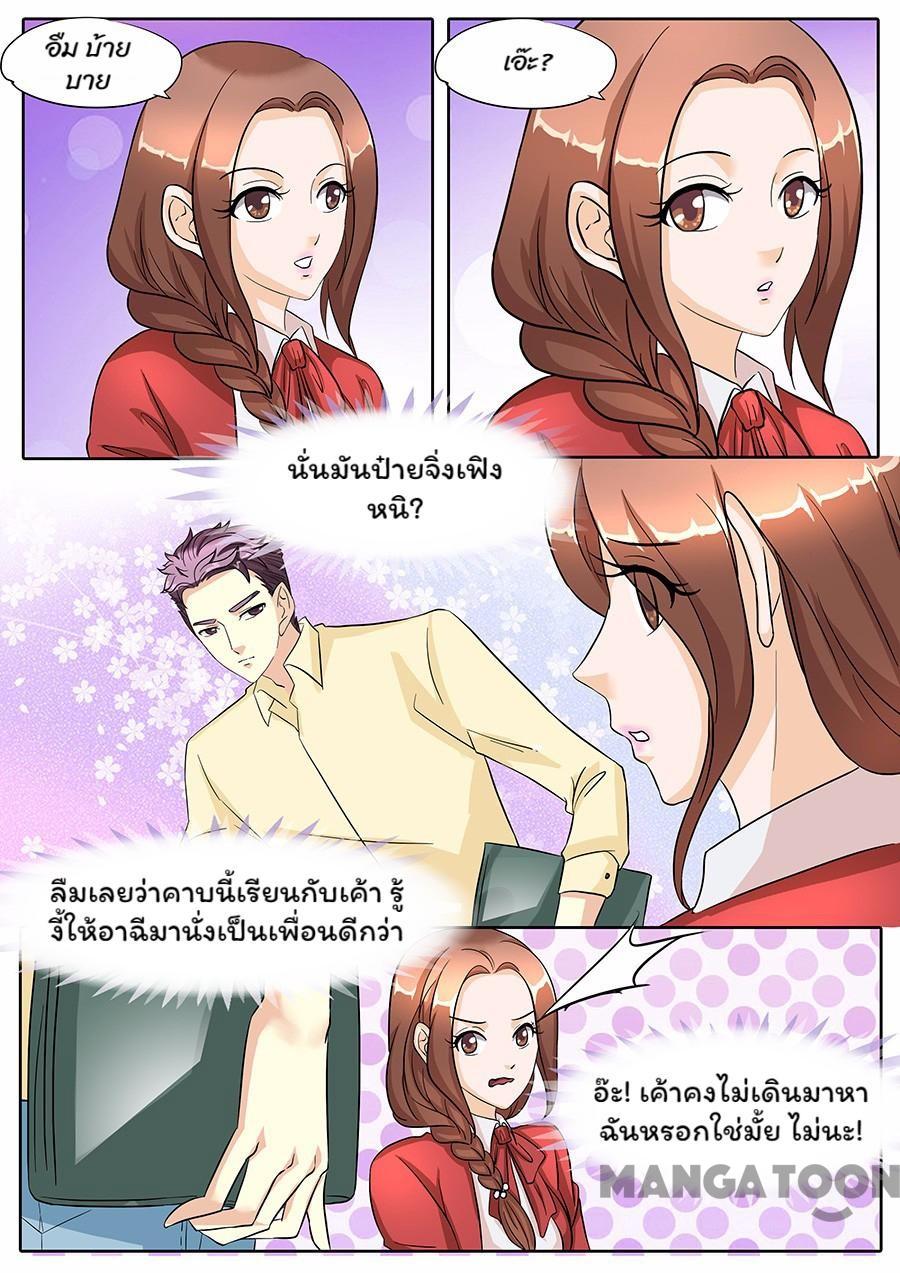 อืม บ้าย
บาย
เอ๊ะ?
นั่นมันป๋ายจิ่งเฟิง
หนิ?
ลืมเลยว่าคาบนี้เรียนกับเค้า รู้
งี้ให้อาฉีมานั่งเป็นเพื่อนดีกว่า
อ๊ะ! เค้าคงไม่เดินมาหา
ฉันหรอกใช่มั้ย ไม่นะ!
MANGATOON